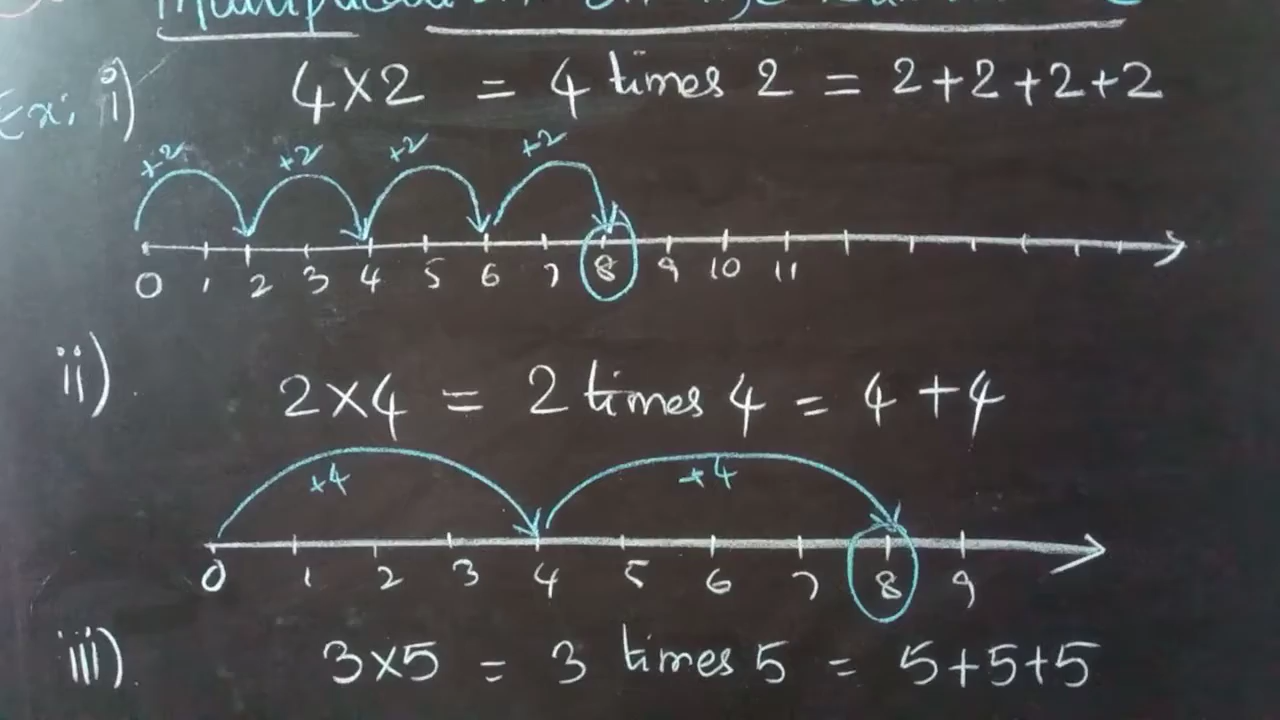 Ex: i) 4×2 = 4 times 2 = 2+2+2+2
+2 +2 +2 +2
0 1 2 3 4 5 6 7 8 9 10 11
ii) 2×4 = 2 times 4 = 4+4
+4 +4
0 1 2 3 4 5 6 7 8 9
iii) 3×5 = 3 times 5 = 5+5+5